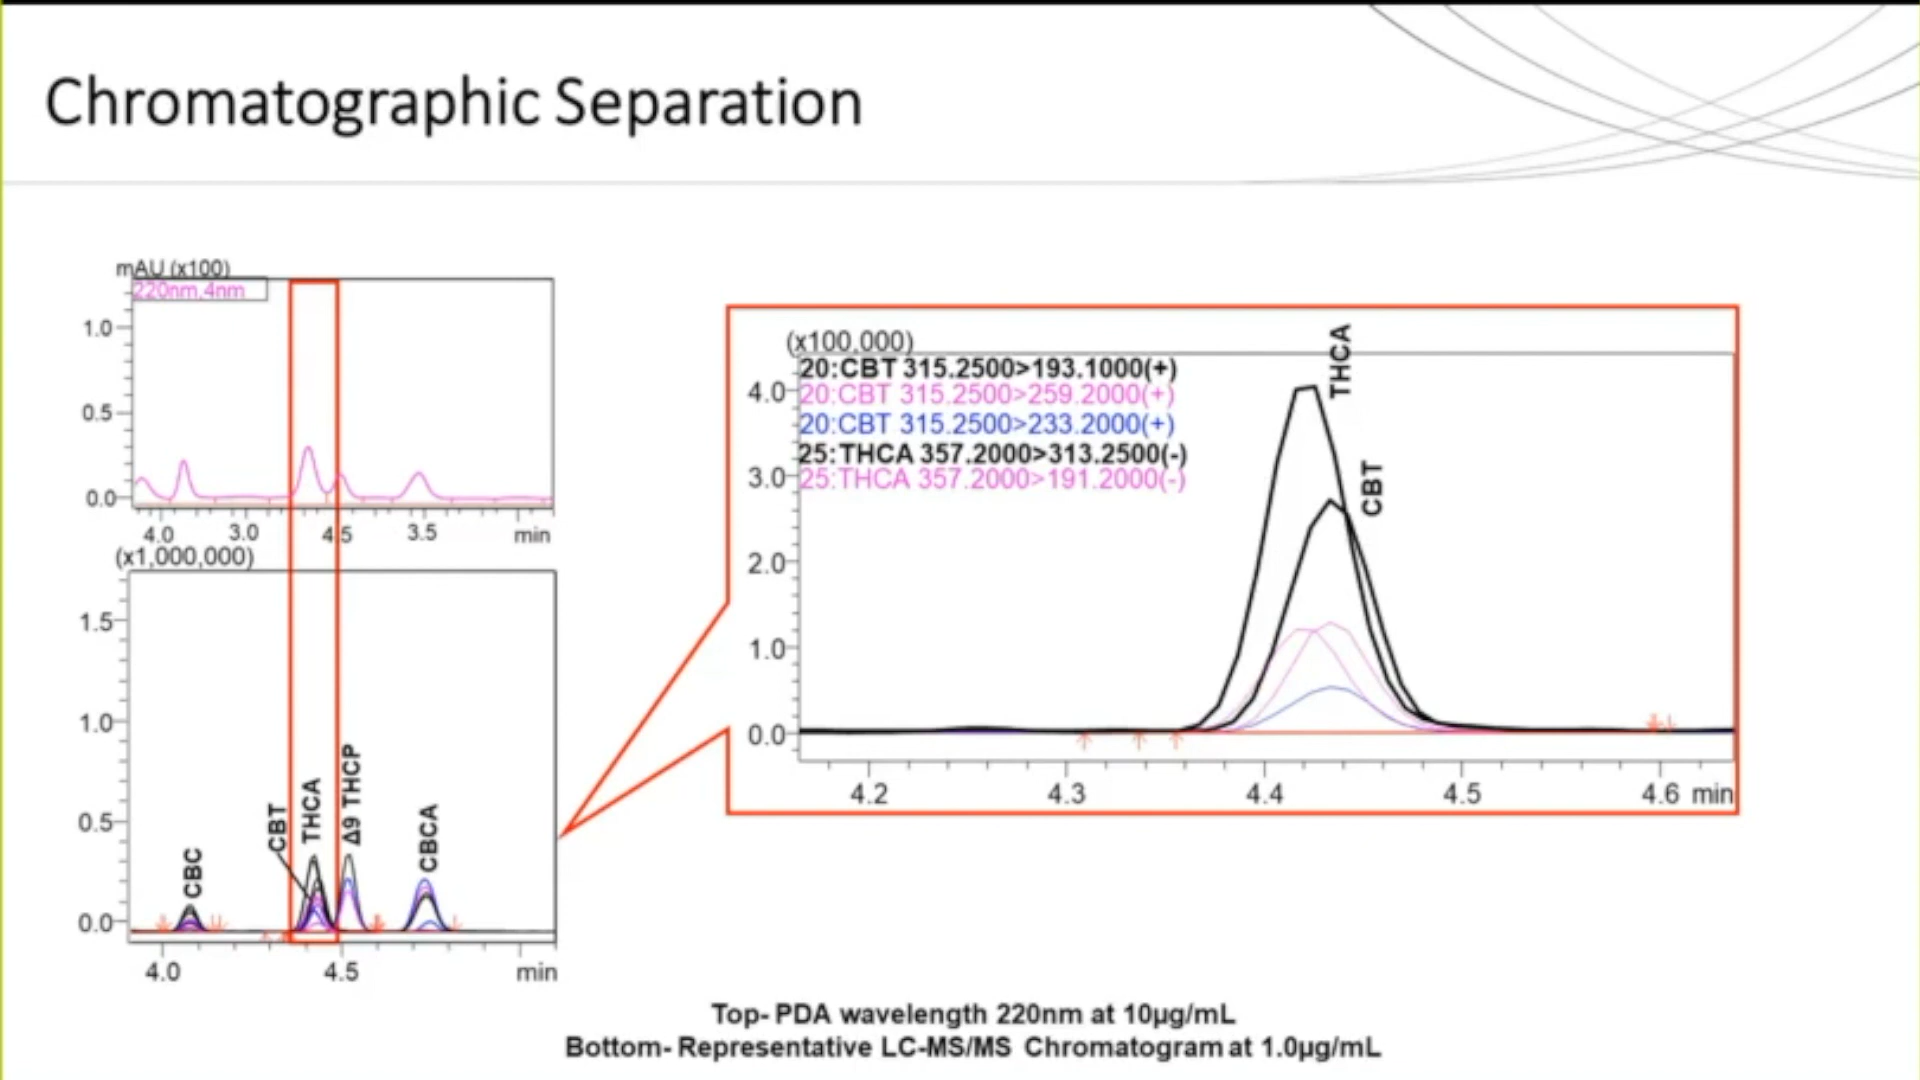 Chromatographic Separation
mAU (x100)
220nm,4nm
1.0
0.5
0.0
4.0 3.0 4.5 3.5 min
(x1,000,000)
1.5
1.0
0.5
0.0
CBC
CBT
THCA
Δ9 THCP
CBCA
4.0 4.5 min
(x100,000)
20:CBT 315.2500>193.1000(+)
20:CBT 315.2500>259.2000(+)
20:CBT 315.2500>233.2000(+)
25:THCA 357.2000>313.2500(-)
25:THCA 357.2000>191.2000(-)
4.0
3.0
2.0
1.0
0.0
THCA
CBT
4.2 4.3 4.4 4.5 4.6 min
Top- PDA wavelength 220nm at 10µg/mL
Bottom- Representative LC-MS/MS Chromatogram at 1.0µg/mL